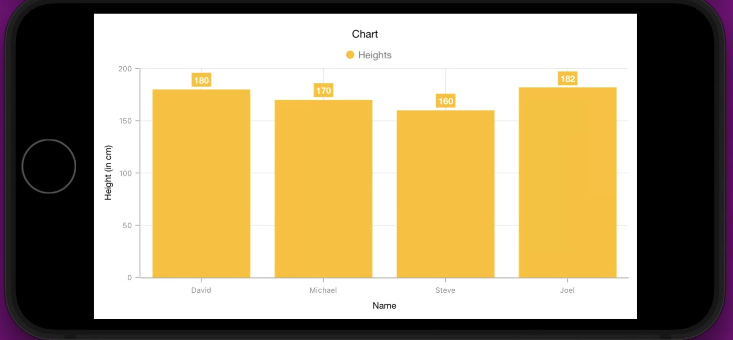 Chart
Heights
200
150
100
50
0
Height (in cm)
180
170
160
182
David
Michael
Steve
Joel
Name